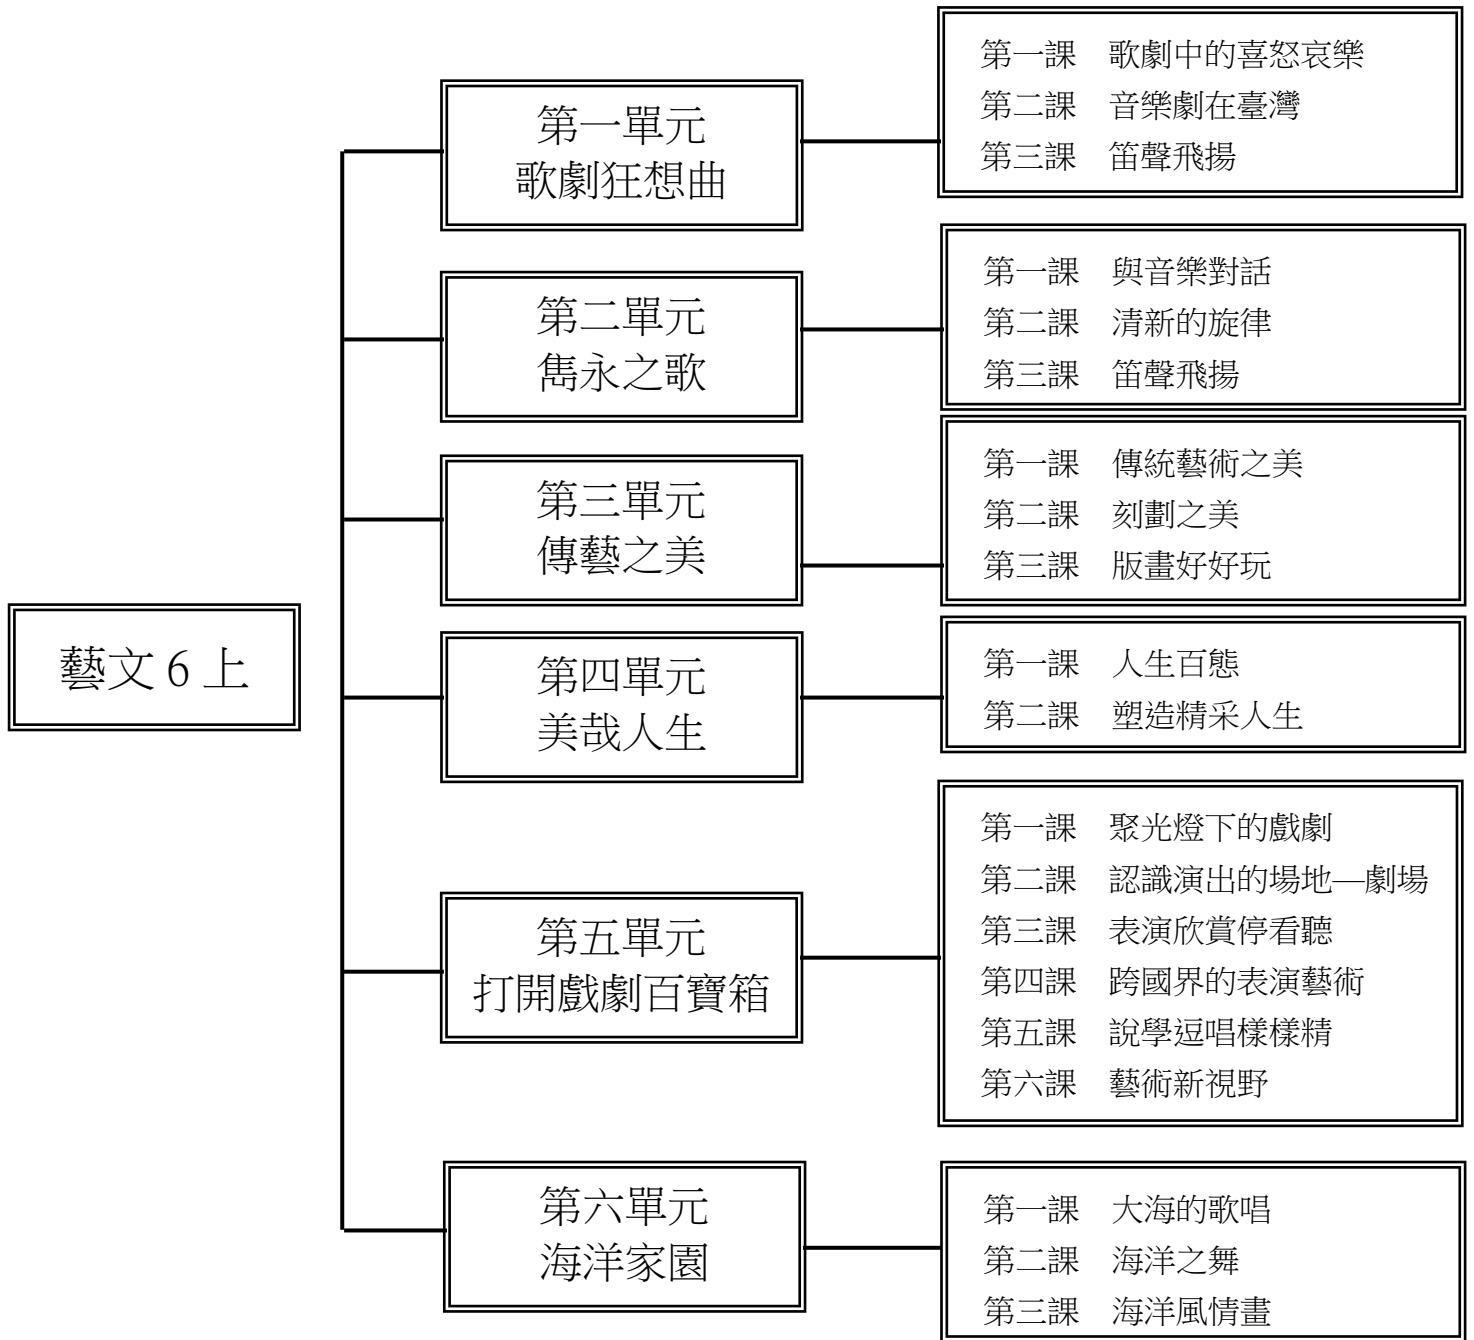 藝文 6 上
第一單元
歌劇狂想曲
第一課 歌劇中的喜怒哀樂
第二課 音樂劇在臺灣
第三課 笛聲飛揚
第二單元
雋永之歌
第一課 與音樂對話
第二課 清新的旋律
第三課 笛聲飛揚
第三單元
傳藝之美
第一課 傳統藝術之美
第二課 刻劃之美
第三課 版畫好好玩
第四單元
美哉人生
第一課 人生百態
第二課 塑造精采人生
第五單元
打開戲劇百寶箱
第一課 聚光燈下的戲劇
第二課 認識演出的場地—劇場
第三課 表演欣賞停看聽
第四課 跨國界的表演藝術
第五課 說學逗唱樣樣精
第六課 藝術新視野
第六單元
海洋家園
第一課 大海的歌唱
第二課 海洋之舞
第三課 海洋風情畫